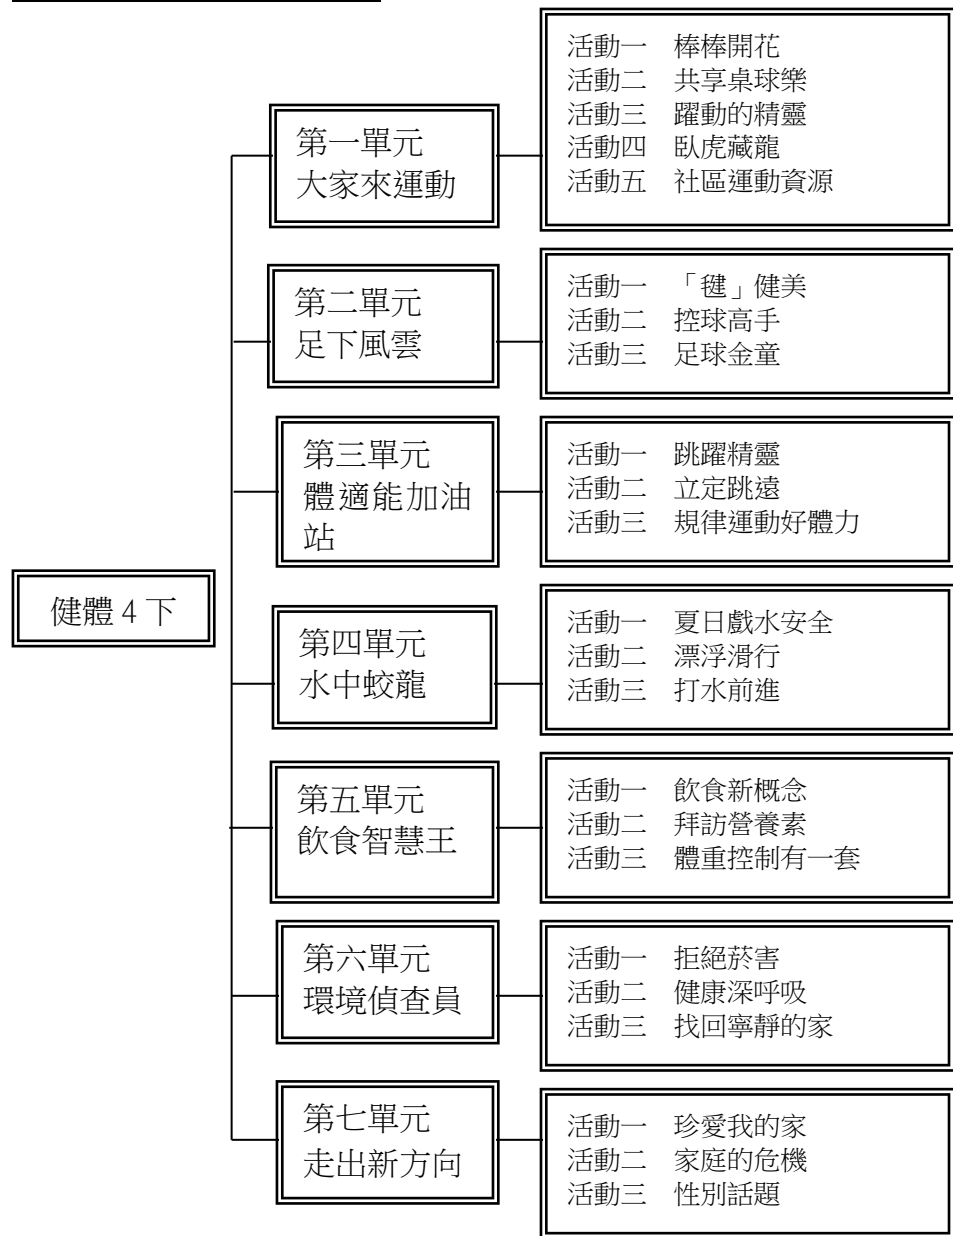 健體 4 下
第一單元
大家來運動
活動一　棒棒開花
活動二　共享桌球樂
活動三　躍動的精靈
活動四　臥虎藏龍
活動五　社區運動資源
第二單元
足下風雲
活動一　「毽」健美
活動二　控球高手
活動三　足球金童
第三單元
體適能加油
站
活動一　跳躍精靈
活動二　立定跳遠
活動三　規律運動好體力
第四單元
水中蛟龍
活動一　夏日戲水安全
活動二　漂浮滑行
活動三　打水前進
第五單元
飲食智慧王
活動一　飲食新概念
活動二　拜訪營養素
活動三　體重控制有一套
第六單元
環境偵查員
活動一　拒絕菸害
活動二　健康深呼吸
活動三　找回寧靜的家
第七單元
走出新方向
活動一　珍愛我的家
活動二　家庭的危機
活動三　性別話題